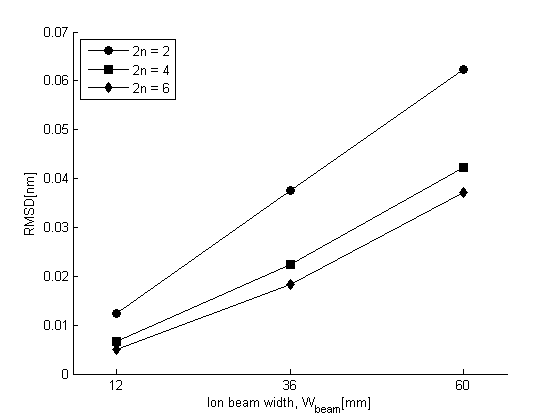 0.07
0.06
0.05
0.04
0.03
0.02
0.01
0
RMSD[nm]
2n = 2
2n = 4
2n = 6
12
36
60
Ion beam width, Wbeam[mm]